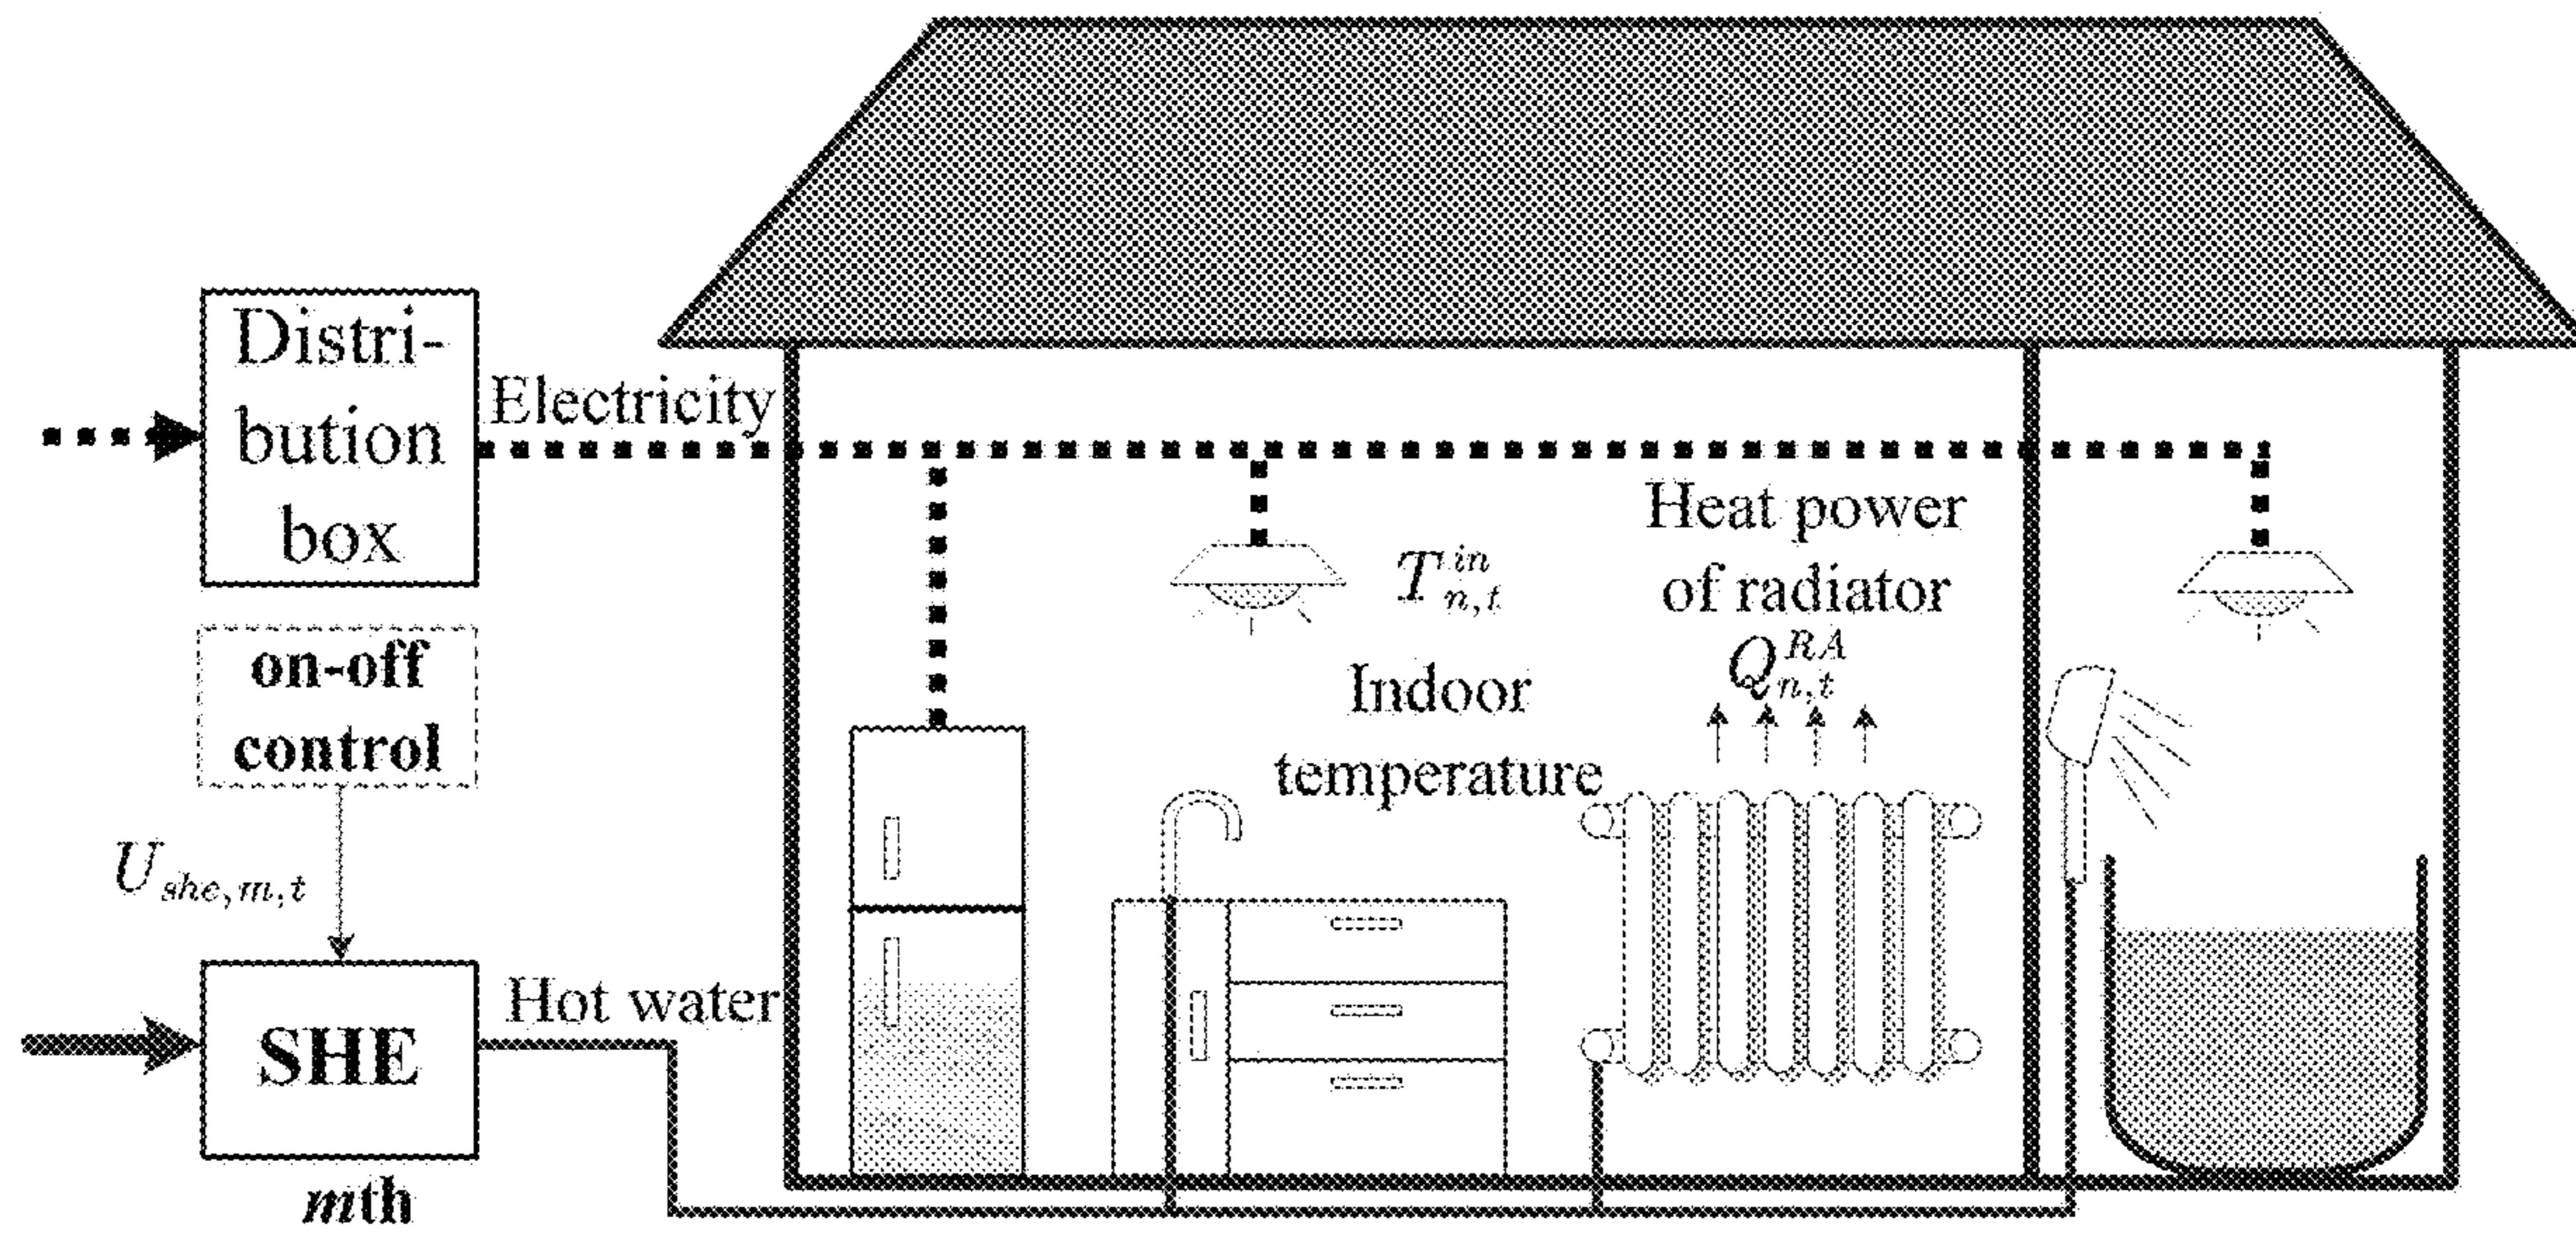 Distri-
bution
box
Electricity
on-off
control
U_{she,m,t}
SHE
mth
Hot water
T^{in}_{n,t}
Indoor
temperature
Heat power
of radiator
Q^{RA}_{n,t}